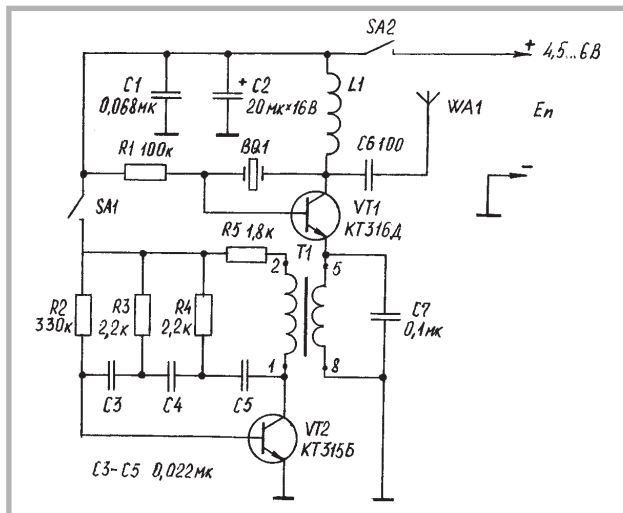 SA2
+ 4,5...6В
C1
0,068мк
+ C2
20мк×16В
L1
WA1
Еп
-
R1 100к
BQ1
C6 100
SA1
VT1
КТ316Д
R5 1,8к
T1
2
5
R2
330к
R3
2,2к
R4
2,2к
C7
0,1мк
1
8
C3
C4
C5
VT2
КТ315Б
C3-C5 0,022мк